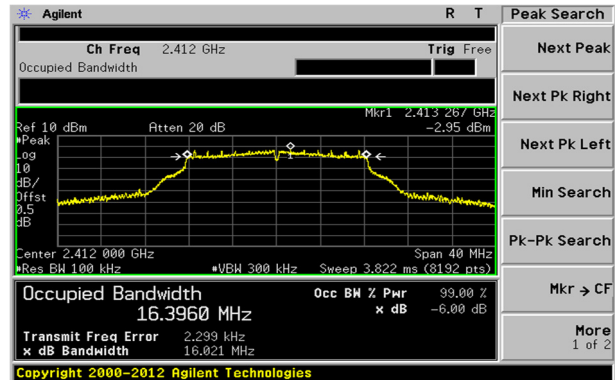 Agilent R T Peak Search
Ch Freq 2.412 GHz Trig Free
Occupied Bandwidth
Next Peak
Next Pk Right
Mkr1 2.413 267 GHz
Ref 10 dBm Atten 20 dB -2.95 dBm
#Peak
Log
10
dB/
Offst
0.5
dB
1
Next Pk Left
Min Search
Pk-Pk Search
Center 2.412 000 GHz Span 40 MHz
#Res BW 100 kHz #VBW 300 kHz Sweep 3.822 ms (8192 pts)
Occupied Bandwidth Occ BW % Pwr 99.00 %
16.3960 MHz x dB -6.00 dB
Transmit Freq Error 2.299 kHz
x dB Bandwidth 16.021 MHz
Mkr → CF
More
1 of 2
Copyright 2000-2012 Agilent Technologies